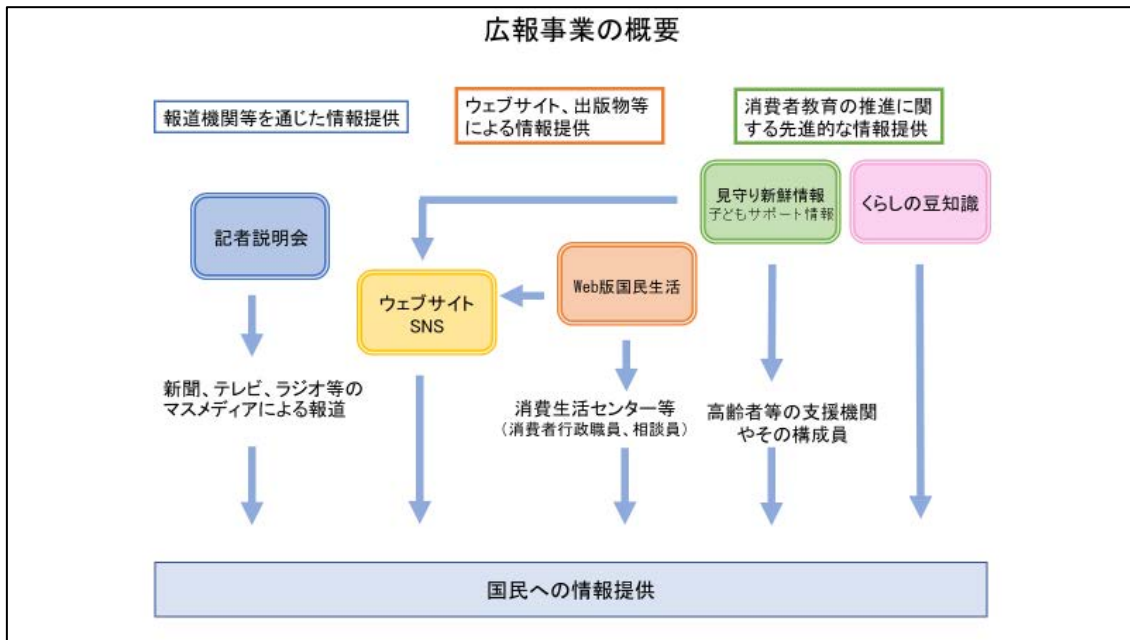 広報事業の概要
報道機関等を通じた情報提供
ウェブサイト、出版物等
による情報提供
消費者教育の推進に関
する先進的な情報提供
記者説明会
ウェブサイト
SNS
Web版国民生活
見守り新鮮情報
子どもサポート情報
くらしの豆知識
新聞、テレビ、ラジオ等の
マスメディアによる報道
消費生活センター等
（消費者行政職員、相談員）
高齢者等の支援機関
やその構成員
国民への情報提供